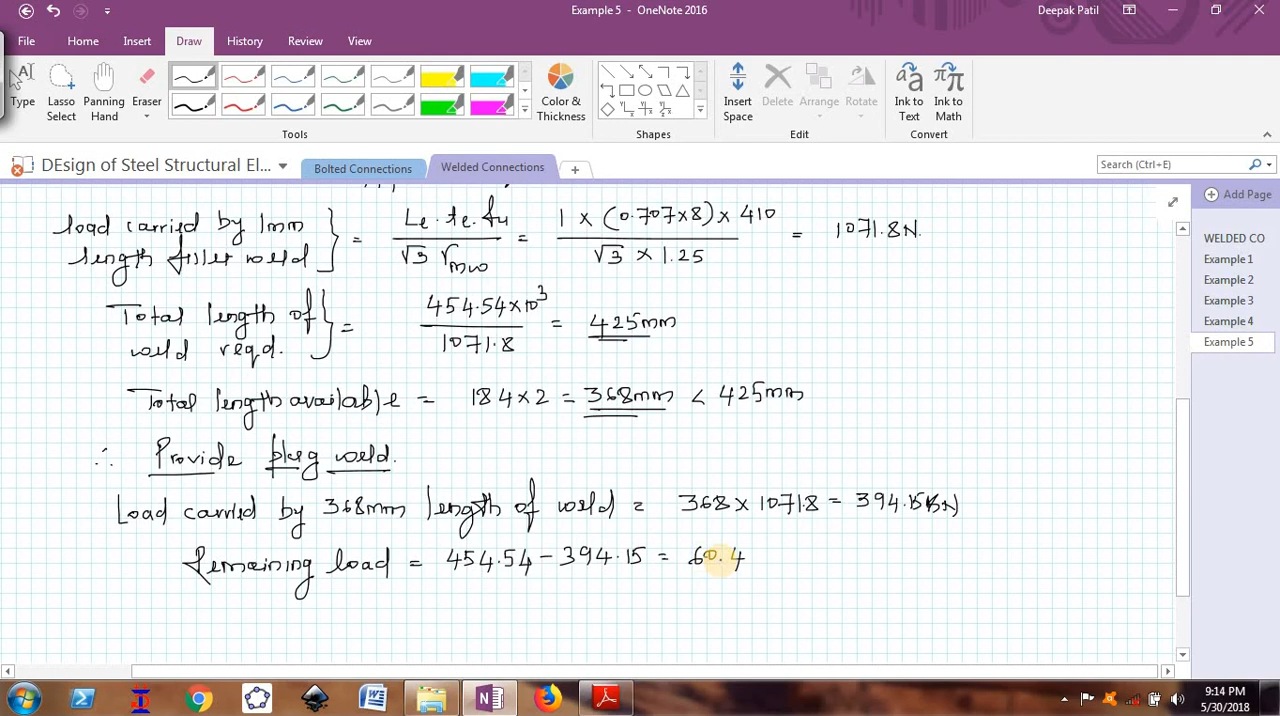 Example 5 - OneNote 2016
Deepak Patil
File Home Insert Draw History Review View
Type
Lasso Select
Panning Hand
Eraser
Color & Thickness
Insert Space
Delete
Arrange
Rotate
Ink to Text
Ink to Math
Tools
Shapes
Edit
Convert
DEsign of Steel Structural El...
Bolted Connections
Welded Connections
Search (Ctrl+E)
Add Page
WELDED CO
Example 1
Example 2
Example 3
Example 4
Example 5
load carried by 1mm length fillet weld } = Le.te.fu / √3 γmw = 1 × (0.707×8) × 410 / √3 × 1.25 = 1071.8N.
Total length of weld reqd. } = 454.54×10³ / 1071.8 = 425mm
Total length available = 184×2 = 368mm < 425mm
∴ Provide plug weld.
Load carried by 368mm length of weld = 368 × 1071.8 = 394.15kN
Remaining load = 454.54 - 394.15 = 60.4
9:14 PM
5/30/2018